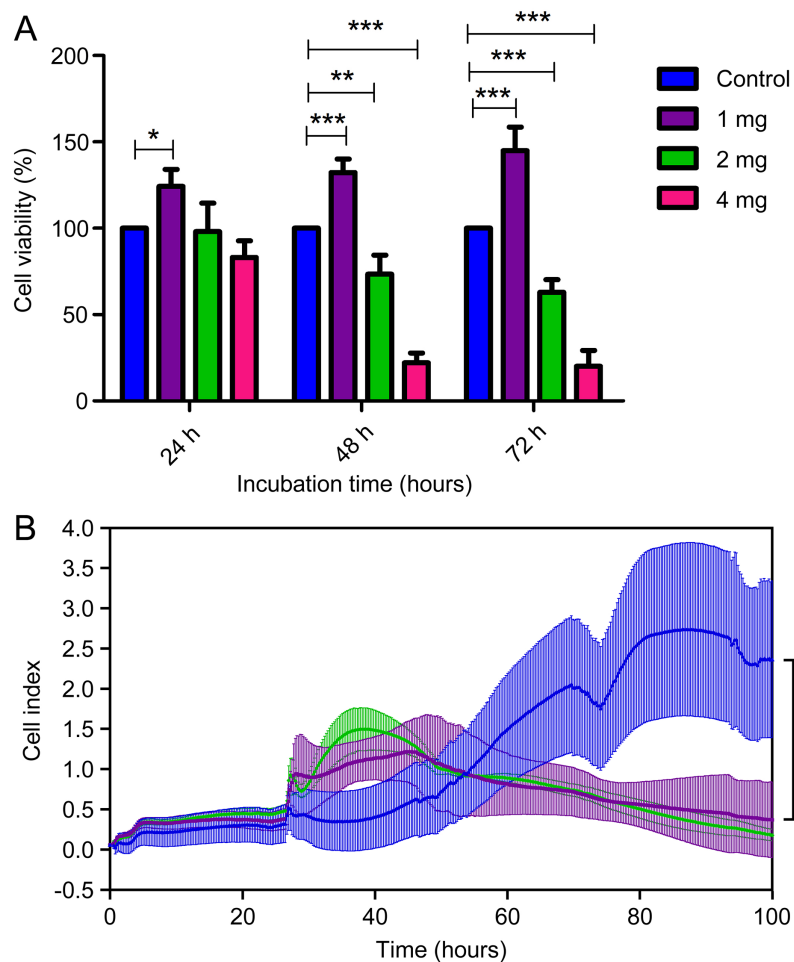 A
Cell viability (%)
200
150
100
50
0
*
***
**
***
***
***
***
24 h
48 h
72 h
Incubation time (hours)
Control
1 mg
2 mg
4 mg
B
Cell index
4.0
3.5
3.0
2.5
2.0
1.5
1.0
0.5
0.0
-0.5
0
20
40
60
80
100
Time (hours)